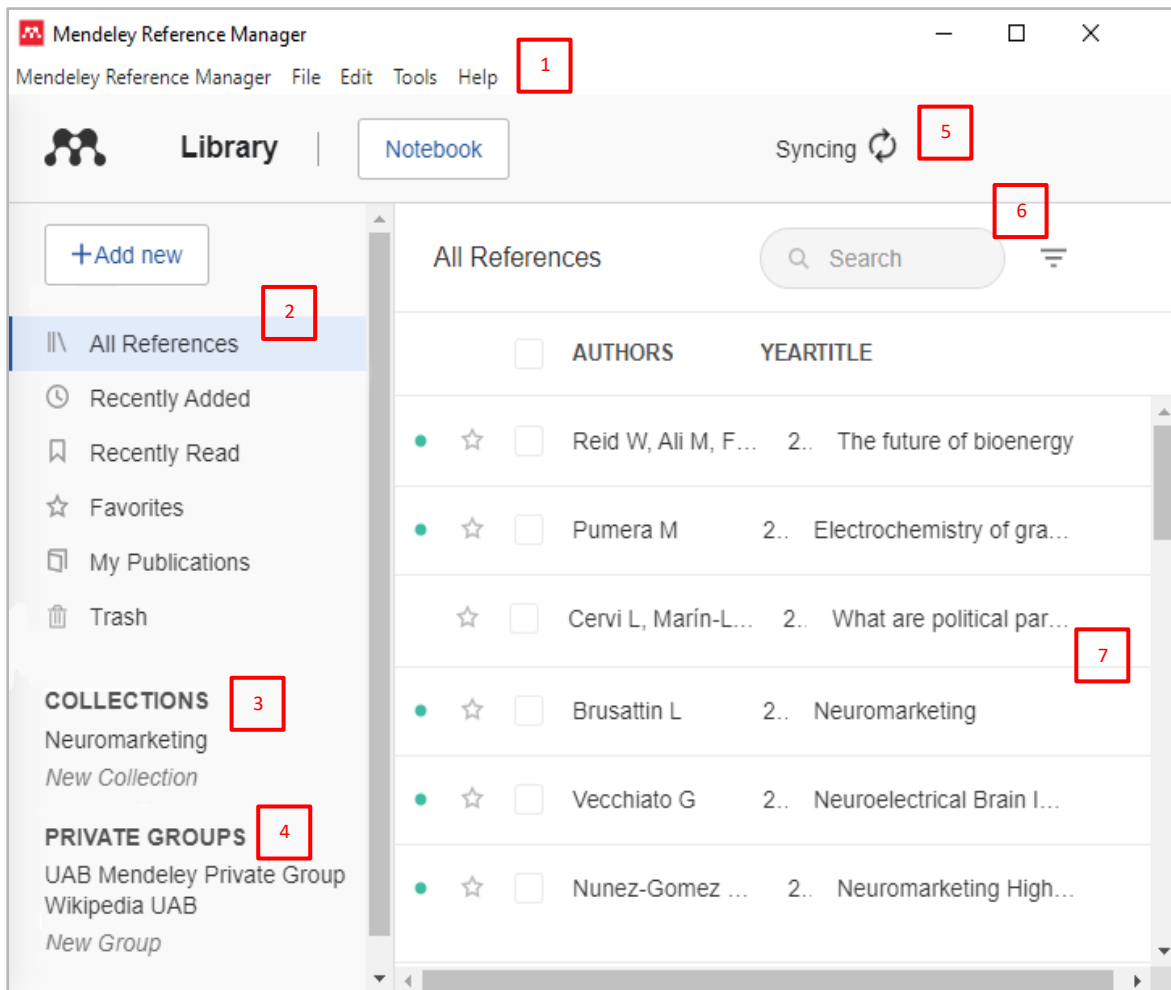 Mendeley Reference Manager
Mendeley Reference Manager File Edit Tools Help
1
Library | Notebook
Syncing
5
6
+Add new
2
All References
Recently Added
Recently Read
Favorites
My Publications
Trash
COLLECTIONS
3
Neuromarketing
New Collection
PRIVATE GROUPS
4
UAB Mendeley Private Group
Wikipedia UAB
New Group
All References
Search
AUTHORS YEARTITLE
Reid W, Ali M, F... 2.. The future of bioenergy
Pumera M 2.. Electrochemistry of gra...
Cervi L, Marín-L... 2.. What are political par...
7
Brusattin L 2.. Neuromarketing
Vecchiato G 2.. Neuroelectrical Brain I...
Nunez-Gomez ... 2.. Neuromarketing High...